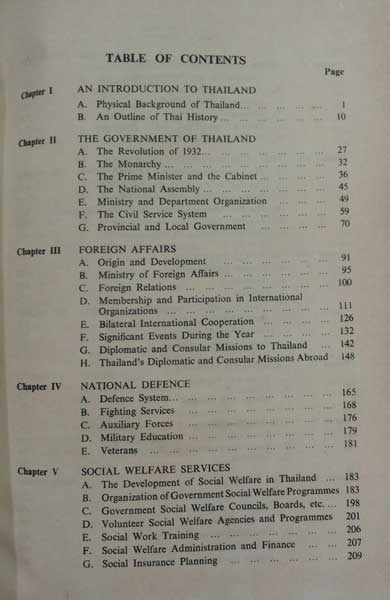 TABLE OF CONTENTS
Page
Chapter I AN INTRODUCTION TO THAILAND
A. Physical Background of Thailand... ... ... ... ... 1
B. An Outline of Thai History ... ... ... ... ... 10
Chapter II THE GOVERNMENT OF THAILAND
A. The Revolution of 1932... ... ... ... ... ... 27
B. The Monarchy ... ... ... ... ... ... ... 32
C. The Prime Minister and the Cabinet ... ... ... ... 36
D. The National Assembly ... ... ... ... ... ... 45
E. Ministry and Department Organization ... ... ... 49
F. The Civil Service System ... ... ... ... ... 59
G. Provincial and Local Government ... ... ... ... 70
Chapter III FOREIGN AFFAIRS
A. Origin and Development ... ... ... ... ... 91
B. Ministry of Foreign Affairs ... ... ... ... ... 95
C. Foreign Relations ... ... ... ... ... ... ... 100
D. Membership and Participation in International
Organizations ... ... ... ... ... ... ... 111
E. Bilateral International Cooperation ... ... ... ... 126
F. Significant Events During the Year ... ... ... ... 132
G. Diplomatic and Consular Missions to Thailand ... ... 142
H. Thailand's Diplomatic and Consular Missions Abroad 148
Chapter IV NATIONAL DEFENCE
A. Defence System... ... ... ... ... ... ... 165
B. Fighting Services ... ... ... ... ... ... ... 168
C. Auxiliary Forces ... ... ... ... ... ... ... 176
D. Military Education ... ... ... ... ... ... ... 179
E. Veterans ... ... ... ... ... ... ... ... 181
Chapter V SOCIAL WELFARE SERVICES
A. The Development of Social Welfare in Thailand ... ... 183
B. Organization of Government Social Welfare Programmes 183
C. Government Social Welfare Councils, Boards, etc. ... ... 198
D. Volunteer Social Welfare Agencies and Programmes 201
E. Social Work Training ... ... ... ... ... ... 206
F. Social Welfare Administration and Finance ... ... 207
G. Social Insurance Planning ... ... ... ... ... 209